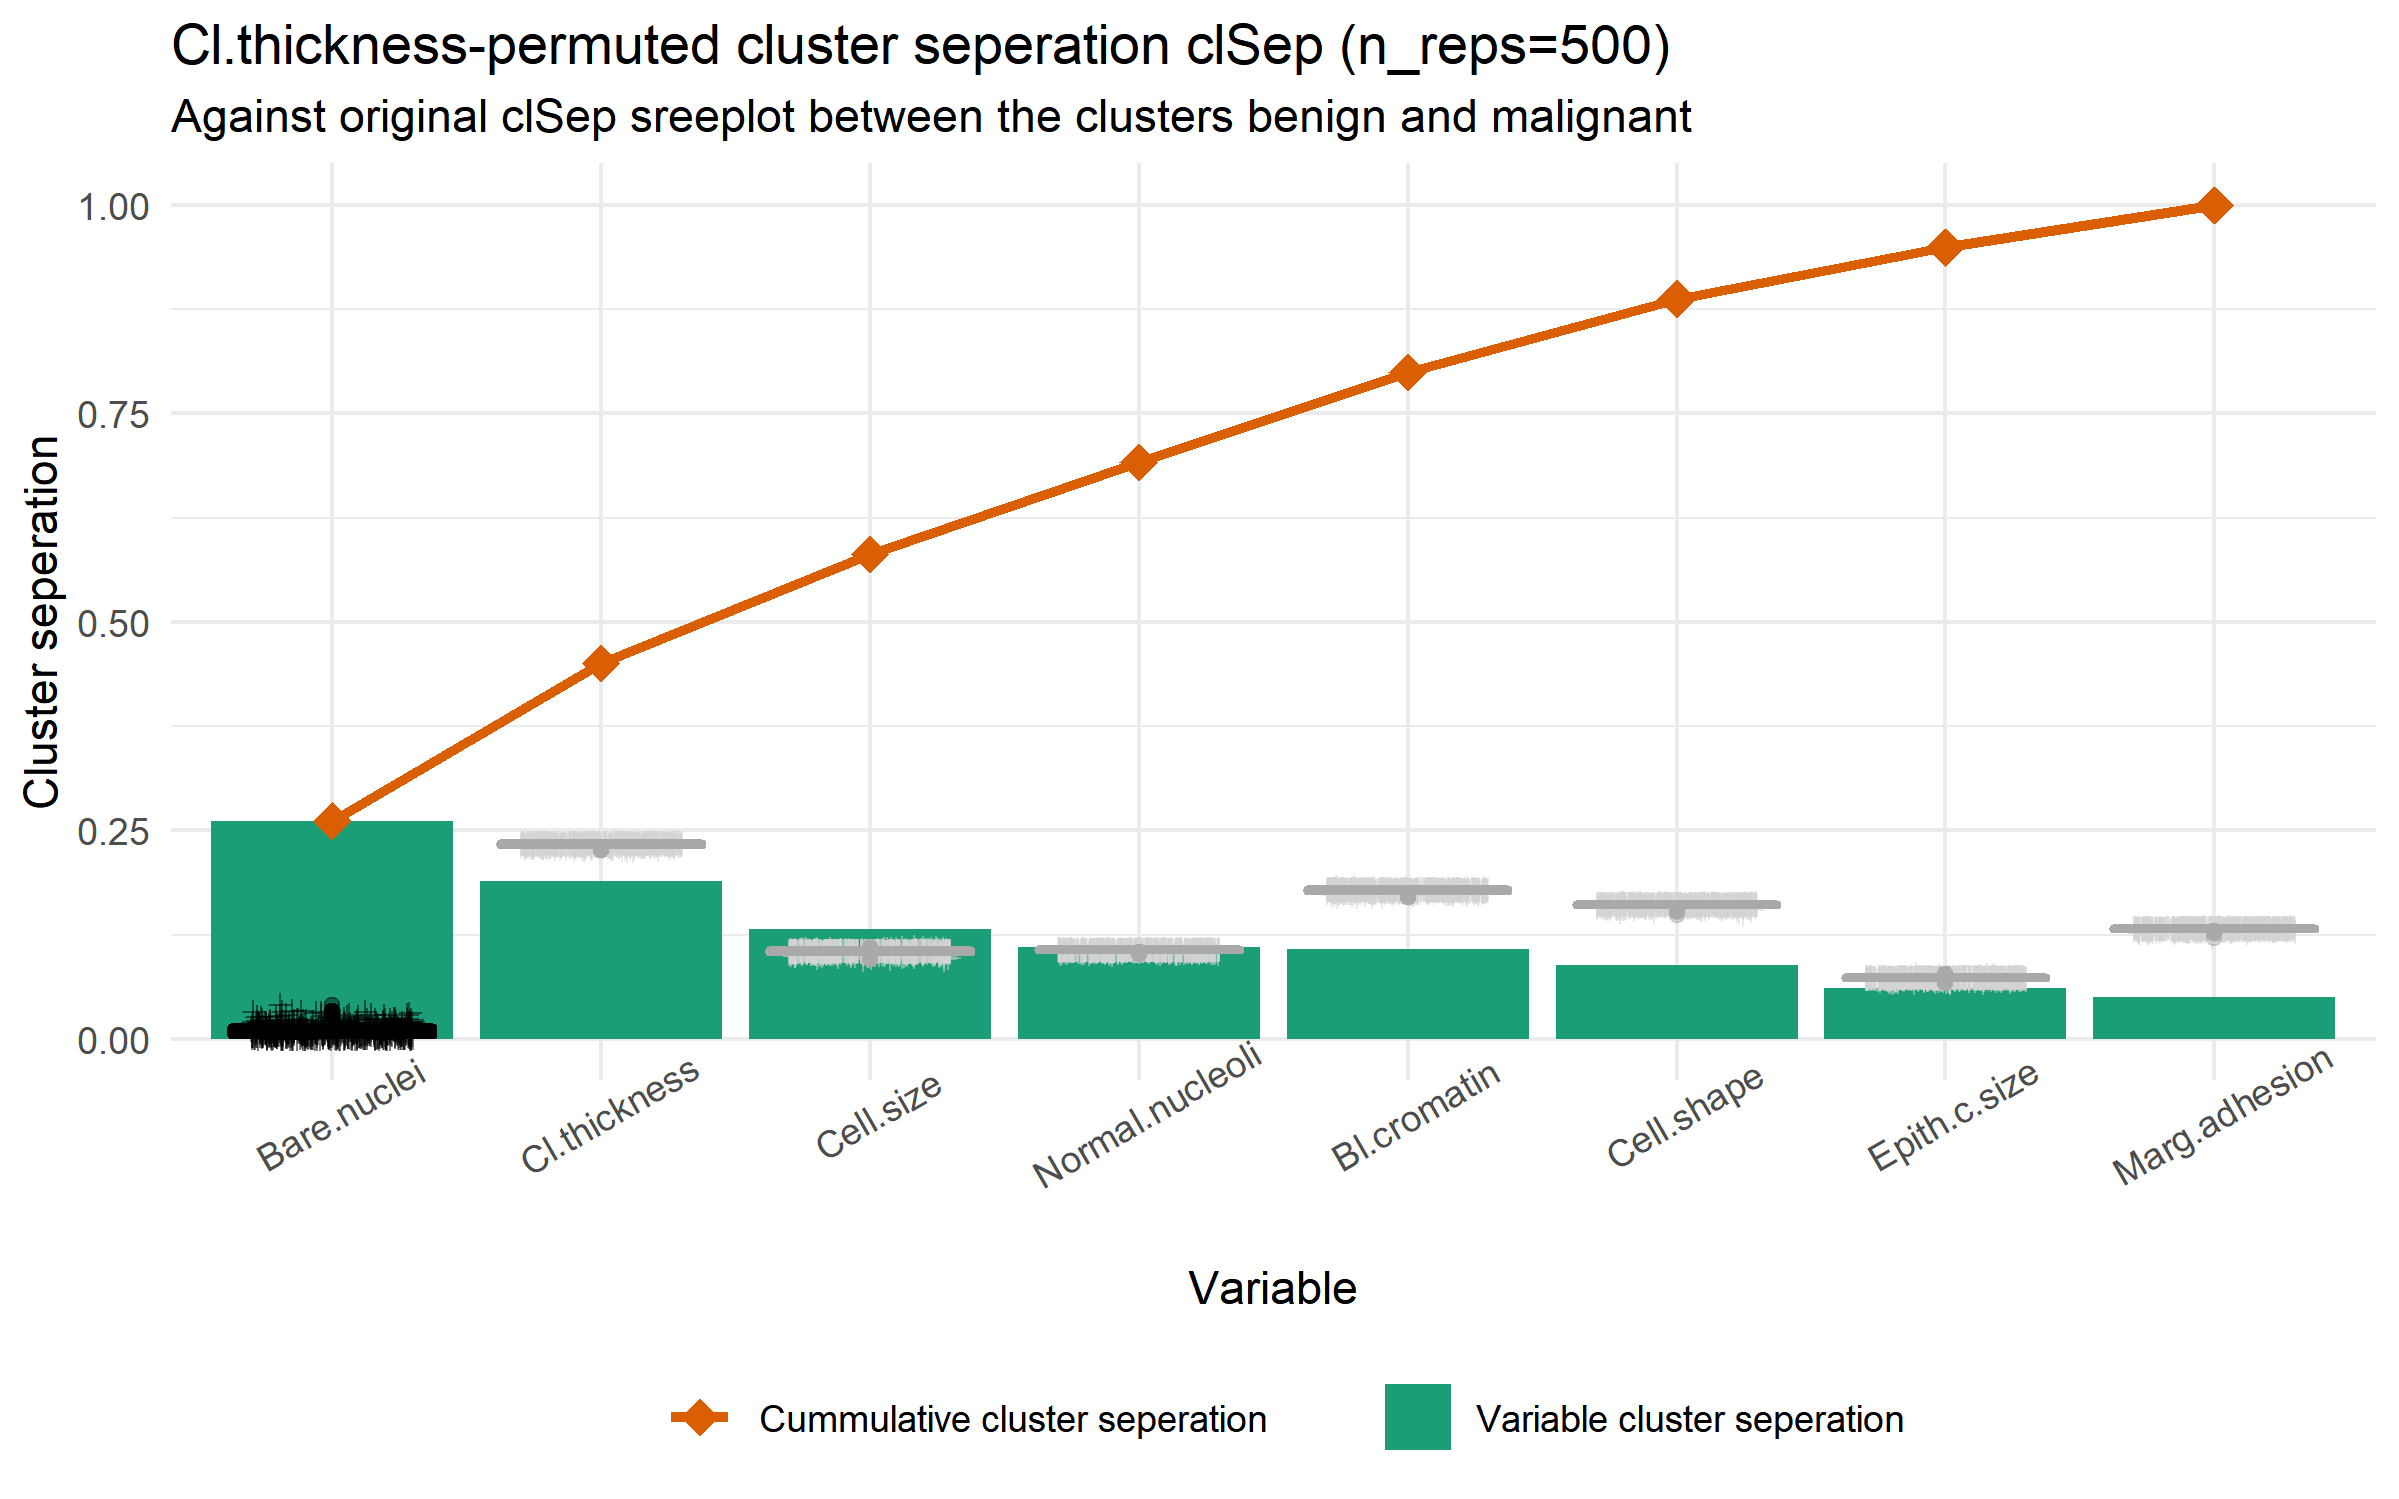 Cl.thickness-permuted cluster seperation clSep (n_reps=500)
Against original clSep sreeplot between the clusters benign and malignant
Cluster seperation
1.00
0.75
0.50
0.25
0.00
Bare.nuclei
Cl.thickness
Cell.size
Normal.nucleoli
Bl.cromatin
Cell.shape
Epith.c.size
Marg.adhesion
Variable
Cummulative cluster seperation
Variable cluster seperation